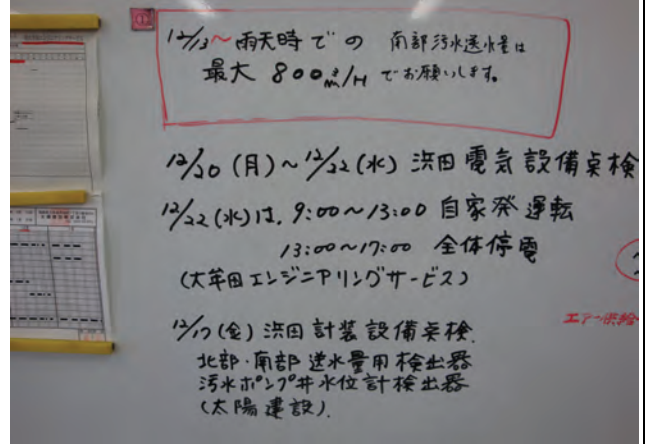 12/13〜雨天時での 南部汚水送水量は
最大 800㎥/H でお願いします。
12/20(月)〜12/22(水) 浜田電気設備点検
12/22(水)は、9:00〜13:00 自家発運転
13:00〜17:00 全体停電
(大牟田エンジニアリングサービス)
エアー供給
12/17(金) 浜田計装設備点検.
北部・南部送水量用検出器
汚水ポンプ井水位計検出器
(太陽建設).